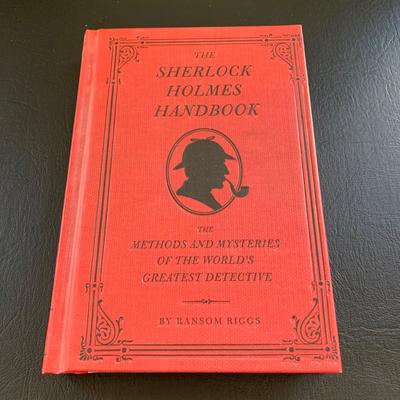 THE
SHERLOCK
HOLMES
HANDBOOK
THE
METHODS AND MYSTERIES
OF THE WORLD'S
GREATEST DETECTIVE
BY RANSOM RIGGS